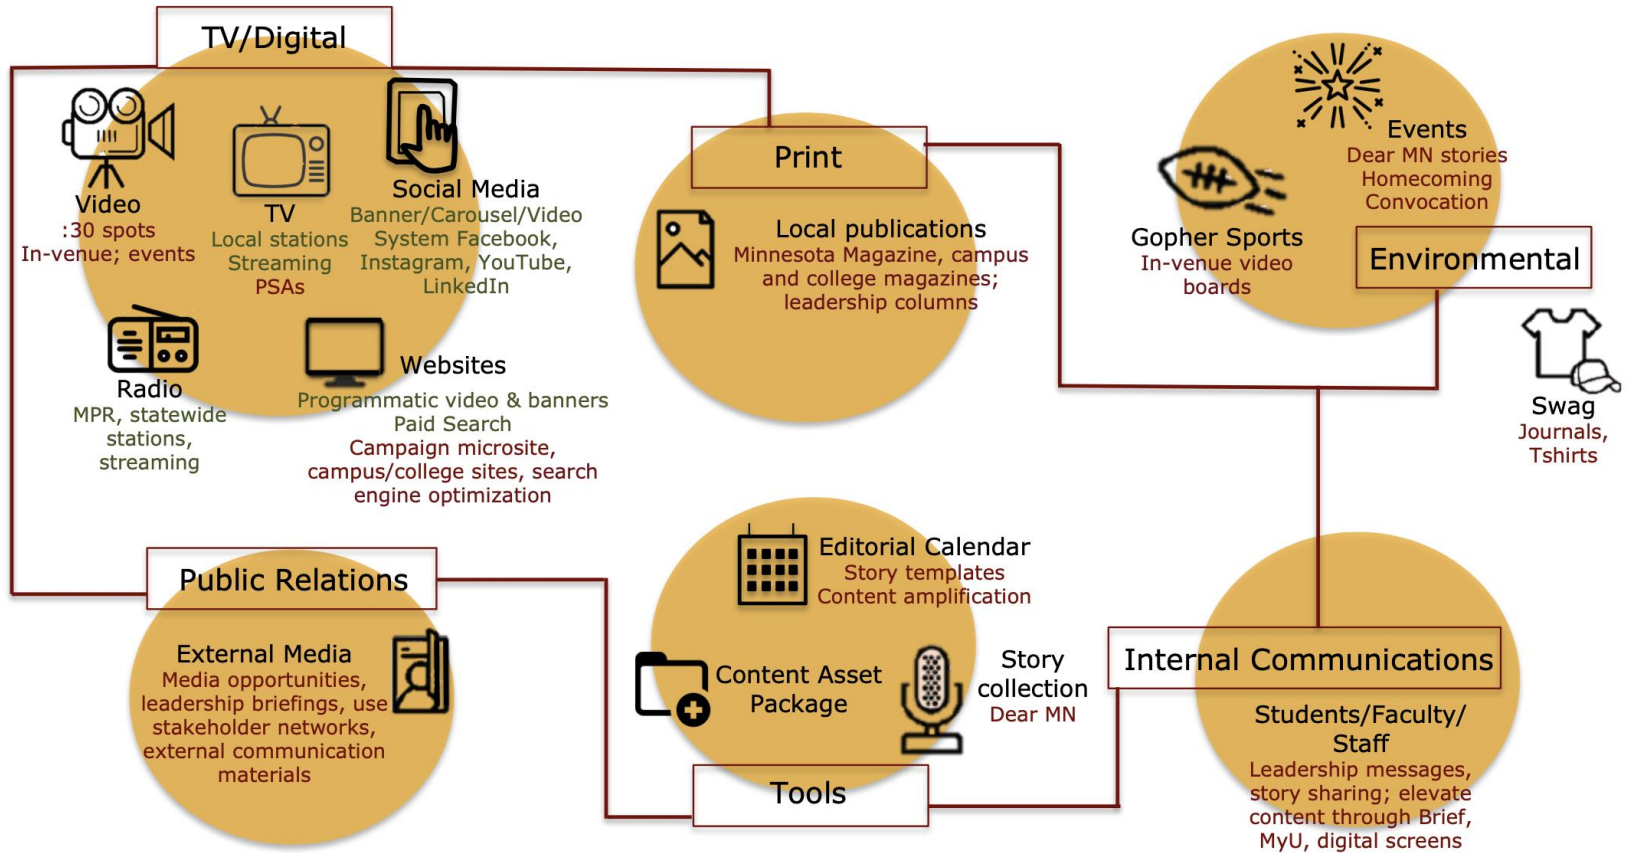 TV/Digital
Video
:30 spots
In-venue; events
TV
Local stations
Streaming
PSAs
Social Media
Banner/Carousel/Video
System Facebook,
Instagram, YouTube,
LinkedIn
Radio
MPR, statewide
stations,
streaming
Websites
Programmatic video & banners
Paid Search
Campaign microsite,
campus/college sites, search
engine optimization
Print
Local publications
Minnesota Magazine, campus
and college magazines;
leadership columns
Events
Dear MN stories
Homecoming
Convocation
Gopher Sports
In-venue video
boards
Environmental
Swag
Journals,
Tshirts
Public Relations
External Media
Media opportunities,
leadership briefings, use
stakeholder networks,
external communication
materials
Editorial Calendar
Story templates
Content amplification
Content Asset
Package
Story
collection
Dear MN
Tools
Internal Communications
Students/Faculty/
Staff
Leadership messages,
story sharing; elevate
content through Brief,
MyU, digital screens